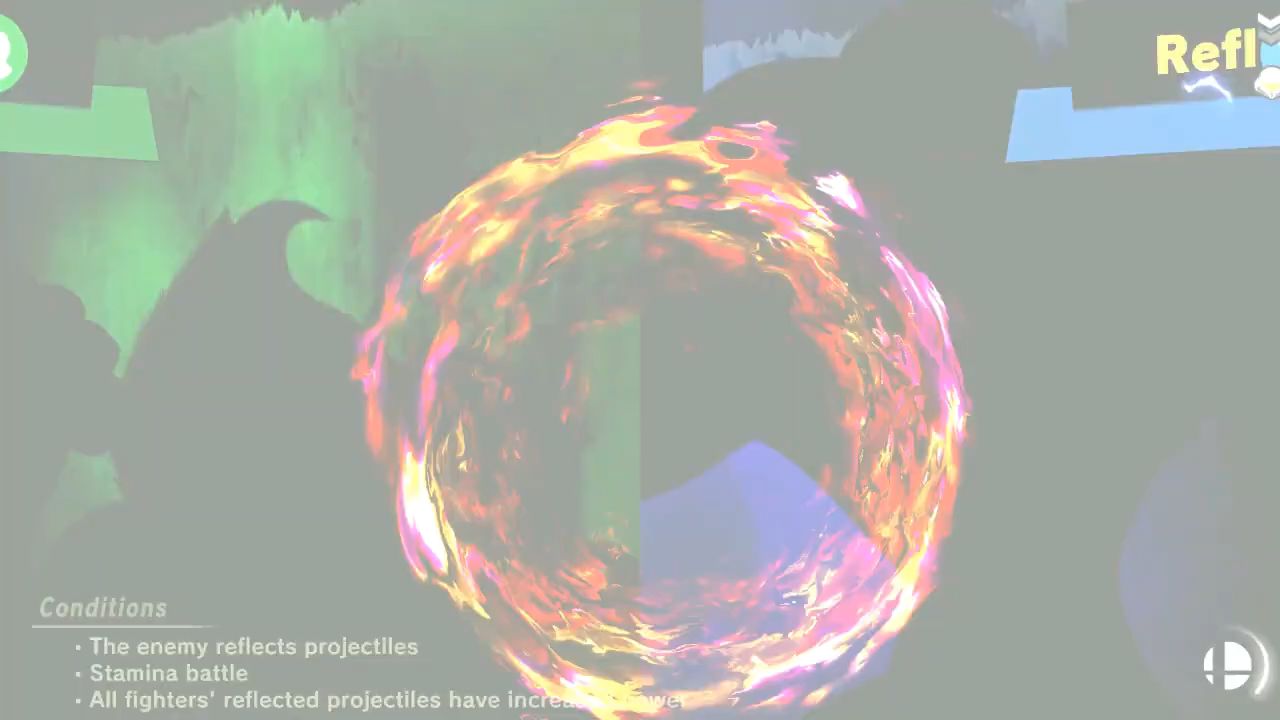 Refl
Conditions
· The enemy reflects projectiles
· Stamina battle
· All fighters' reflected projectiles have